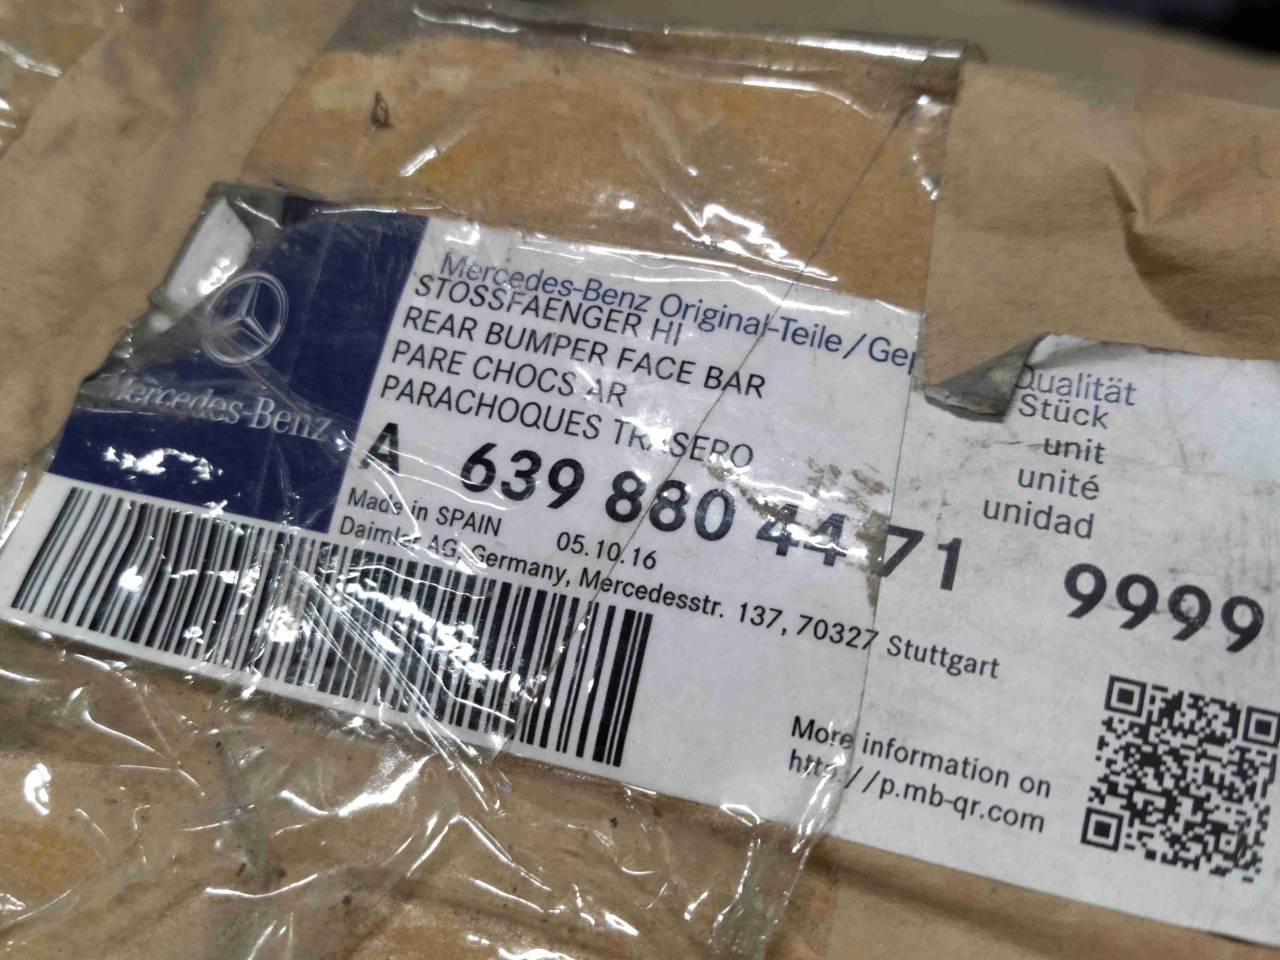 Mercedes-Benz
Mercedes-Benz Original-Teile/Ge
STOSSFAENGER HI
REAR BUMPER FACE BAR
PARE CHOCS AR
PARACHOQUES TRASERO
A 639 880 44 71 9999
Made in SPAIN 05.10.16
Daimler AG, Germany, Mercedesstr. 137, 70327 Stuttgart
Qualität
Stück
unit
unité
unidad
More information on
http://p.mb-qr.com